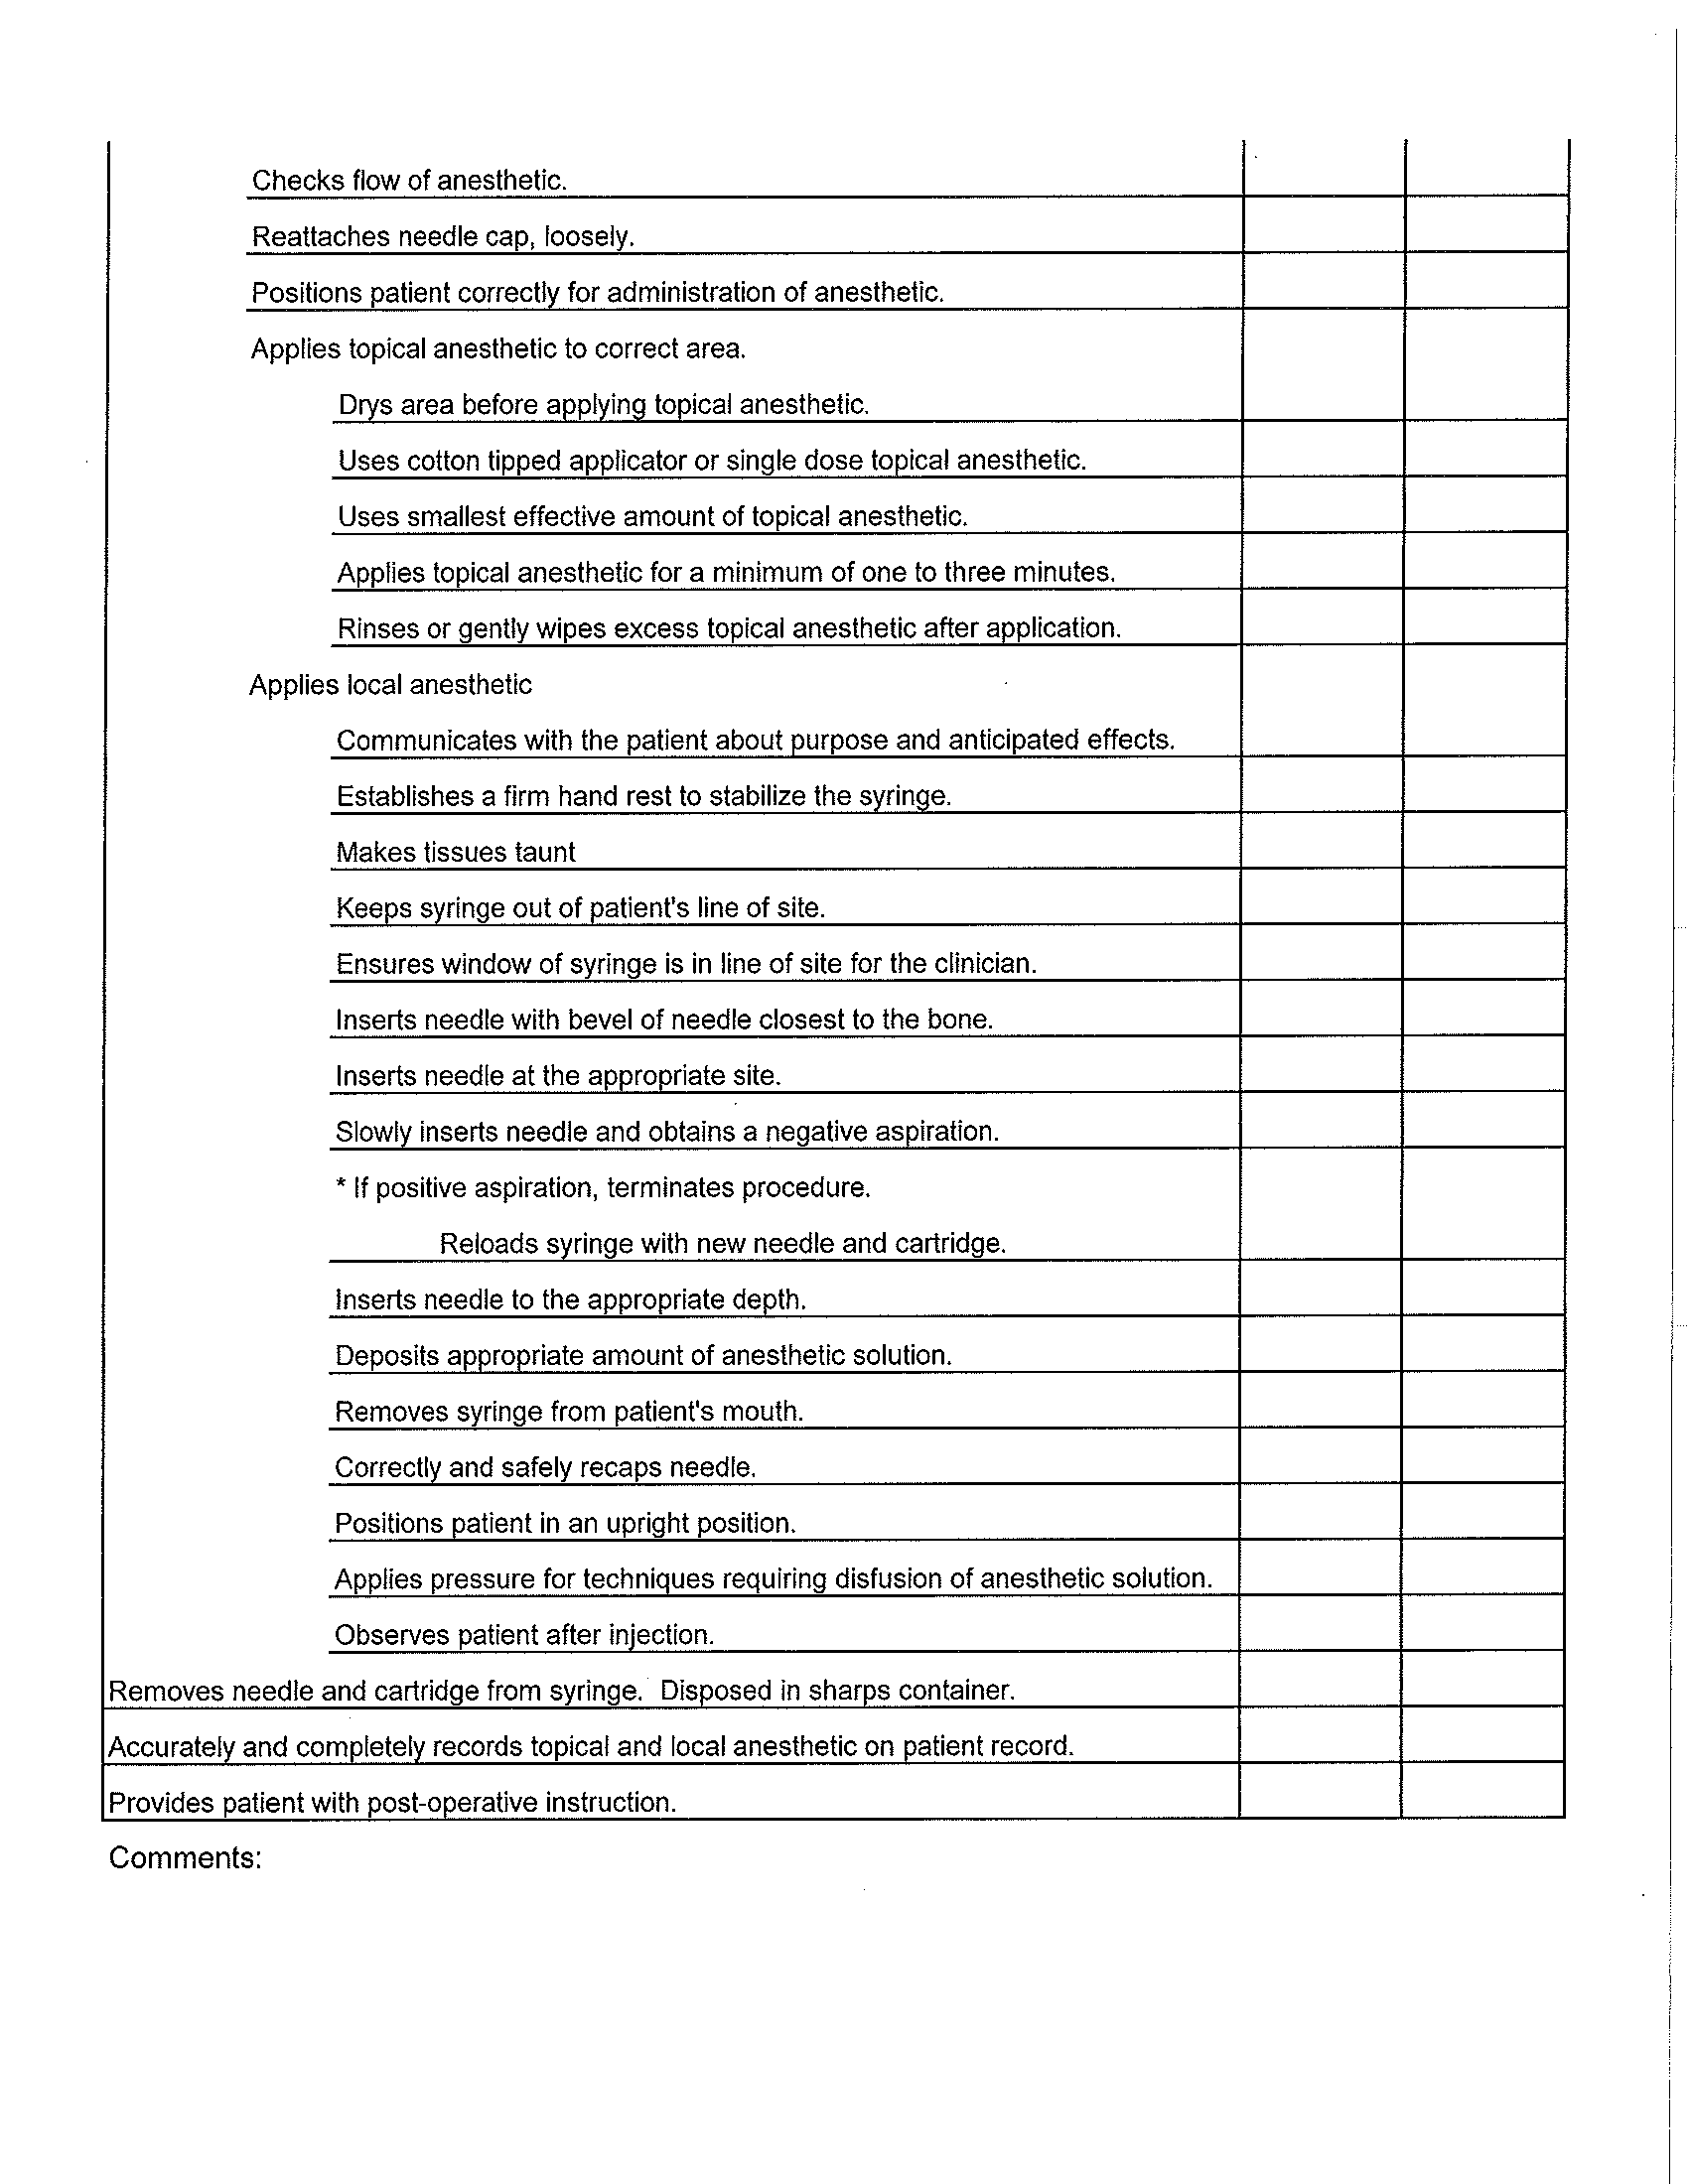 Checks flow of anesthetic.
Reattaches needle cap, loosely.
Positions patient correctly for administration of anesthetic.
Applies topical anesthetic to correct area.
Drys area before applying topical anesthetic.
Uses cotton tipped applicator or single dose topical anesthetic.
Uses smallest effective amount of topical anesthetic.
Applies topical anesthetic for a minimum of one to three minutes.
Rinses or gently wipes excess topical anesthetic after application.
Applies local anesthetic
Communicates with the patient about purpose and anticipated effects.
Establishes a firm hand rest to stabilize the syringe.
Makes tissues taunt
Keeps syringe out of patient's line of site.
Ensures window of syringe is in line of site for the clinician.
Inserts needle with bevel of needle closest to the bone.
Inserts needle at the appropriate site.
Slowly inserts needle and obtains a negative aspiration.
* If positive aspiration, terminates procedure.
Reloads syringe with new needle and cartridge.
Inserts needle to the appropriate depth.
Deposits appropriate amount of anesthetic solution.
Removes syringe from patient's mouth.
Correctly and safely recaps needle.
Positions patient in an upright position.
Applies pressure for techniques requiring disfusion of anesthetic solution.
Observes patient after injection.
Removes needle and cartridge from syringe. Disposed in sharps container.
Accurately and completely records topical and local anesthetic on patient record.
Provides patient with post-operative instruction.
Comments: